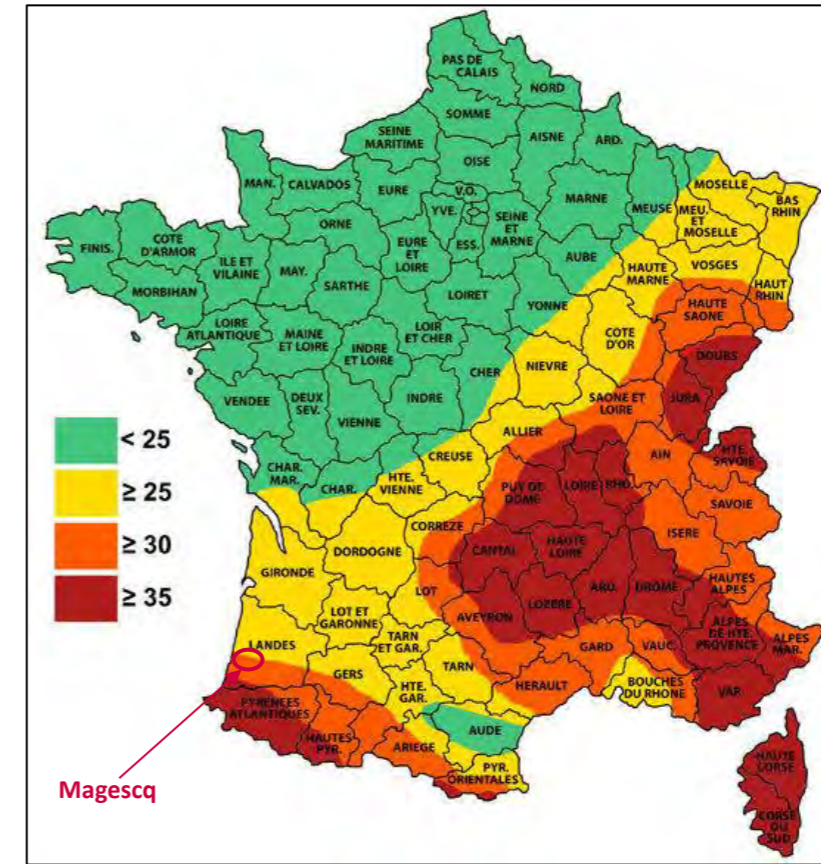 PAS DE
CALAIS
NORD
SOMME
SEINE
MARITIME
AISNE
ARD.
OISE
MAN.
CALVADOS
EURE
V.O.
MARNE
MEUSE
MOSELLE
BAS
RHIN
MEU.
ET
MOSELLE
ORNE
YVE.
ESS.
SEINE
ET
MARNE
FINIS.
COTE
D'ARMOR
ILE ET
VILAINE
MAY.
EURE
ET
LOIRE
AUBE
HAUTE
MARNE
VOSGES
HAUT
RHIN
MORBIHAN
SARTHE
LOIRET
YONNE
HAUTE
SAONE
LOIRE
ATLANTIQUE
MAINE
ET LOIRE
LOIR
ET CHER
COTE
D'OR
INDRE
ET LOIRE
CHER
NIEVRE
DOUBS
VENDEE
DEUX
SEV.
VIENNE
INDRE
SAONE ET
LOIRE
JURA
< 25
ALLIER
CREUSE
AIN
HTE.
SAVOIE
CHAR.
MAR.
CHAR.
HTE.
VIENNE
≥ 25
PUY DE
DOME
LOIRE
RHO.
SAVOIE
CORREZE
ISERE
≥ 30
DORDOGNE
CANTAL
HAUTE
LOIRE
GIRONDE
HAUTES
ALPES
≥ 35
LOT
ARD.
DROME
LOT ET
GARONNE
AVEYRON
LOZERE
ALPES
DE HTE.
PROVENCE
ALPES
MAR.
LANDES
TARN
ET GAR.
GARD
VAUC.
GERS
TARN
HERAULT
BOUCHES
DU RHONE
VAR
HTE.
GAR.
PYRENEES
ATLANTIQUES
HAUTES
PYR.
AUDE
ARIEGE
PYR.
ORIENTALES
HAUTE
CORSE
CORSE
DU
SUD
Magescq